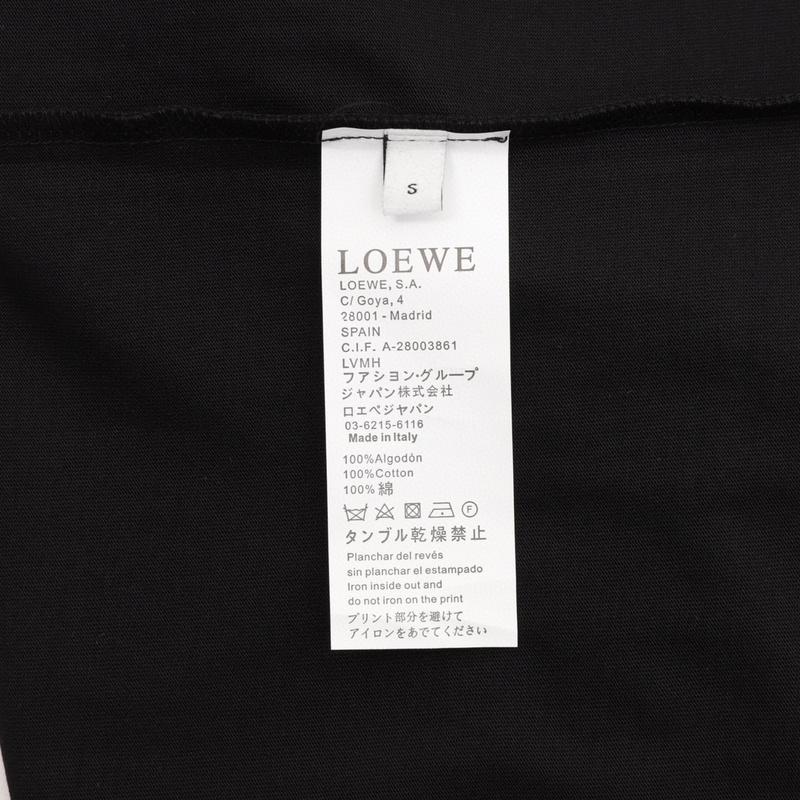 S
LOEWE
LOEWE, S.A.
C/ Goya, 4
28001 - Madrid
SPAIN
C.I.F. A-28003861
LVMH
ファション・グループ
ジャパン株式会社
ロエベジャパン
03-6215-6116
Made in Italy
100%Algodón
100%Cotton
100%綿
F
タンブル乾燥禁止
Planchar del revés
sin planchar el estampado
Iron inside out and
do not iron on the print
プリント部分を避けて
アイロンをあでてください